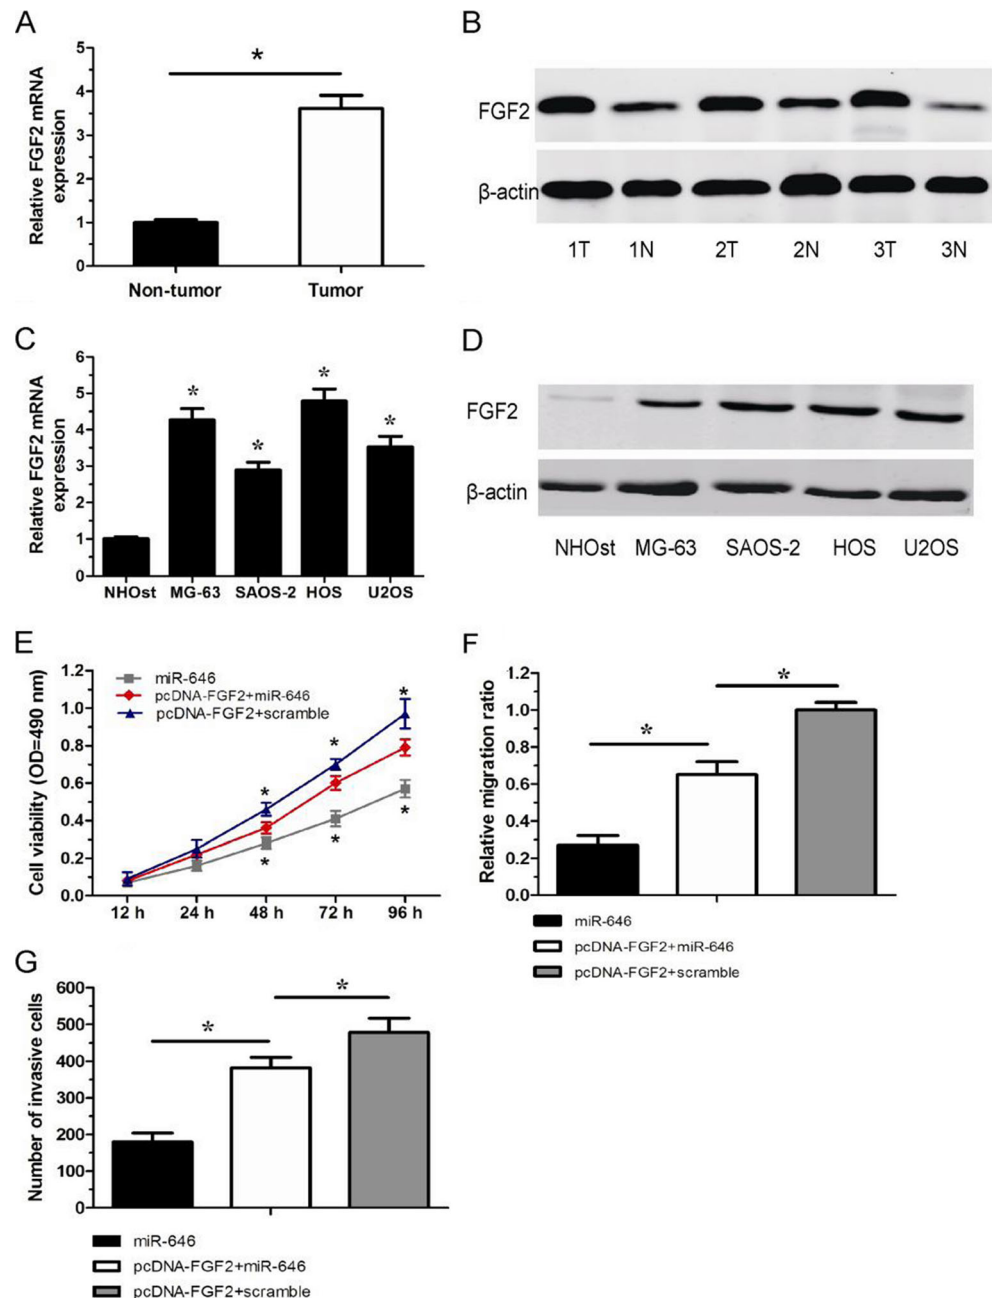 A
Relative FGF2 mRNA
expression
5
4
3
2
1
0
*
Non-tumor Tumor
B
FGF2
β-actin
1T 1N 2T 2N 3T 3N
C
Relative FGF2 mRNA
expression
6
5
4
3
2
1
0
* * * *
NHOst MG-63 SAOS-2 HOS U2OS
D
FGF2
β-actin
NHOst MG-63 SAOS-2 HOS U2OS
E
Cell viability (OD=490 nm)
1.2
1.0
0.8
0.6
0.4
0.2
0.0
miR-646
pcDNA-FGF2+miR-646
pcDNA-FGF2+scramble
* * *
* * *
12 h 24 h 48 h 72 h 96 h
F
Relative migration ratio
1.2
1.0
0.8
0.6
0.4
0.2
0.0
* *
miR-646
pcDNA-FGF2+miR-646
pcDNA-FGF2+scramble
G
Number of invasive cells
600
500
400
300
200
100
0
* *
miR-646
pcDNA-FGF2+miR-646
pcDNA-FGF2+scramble